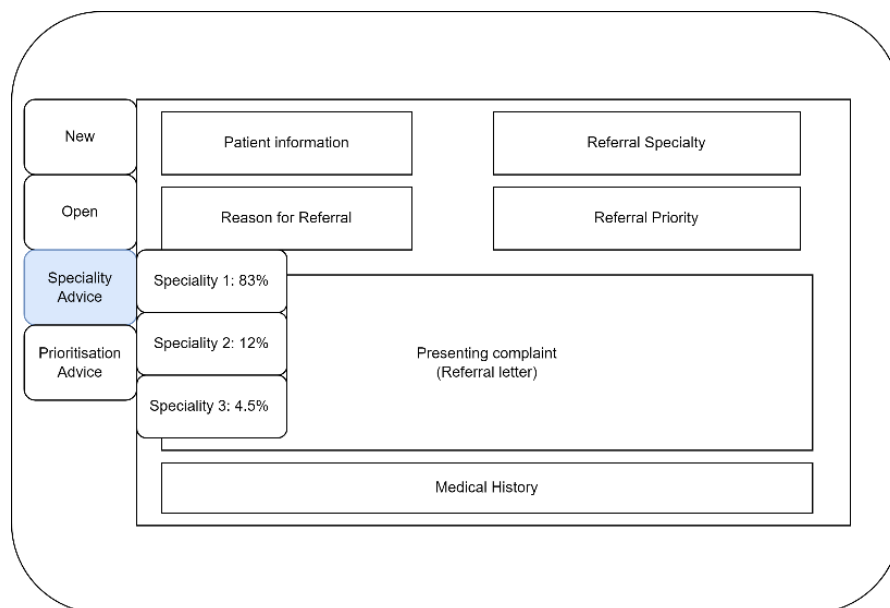 New
Open
Speciality
Advice
Prioritisation
Advice
Patient information
Referral Specialty
Reason for Referral
Referral Priority
Speciality 1: 83%
Speciality 2: 12%
Speciality 3: 4.5%
Presenting complaint
(Referral letter)
Medical History